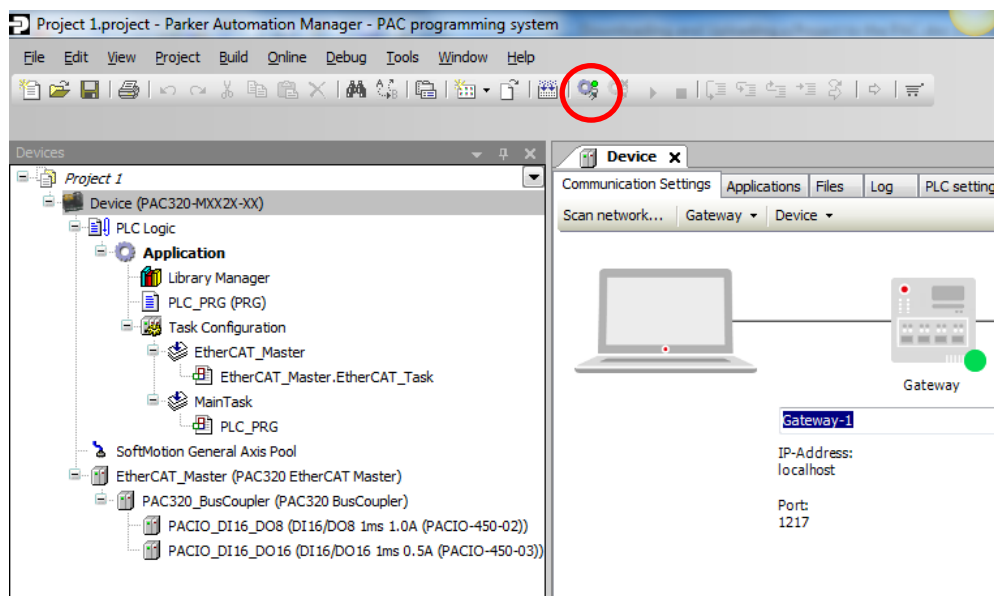 Project 1.project - Parker Automation Manager - PAC programming system
File Edit View Project Build Online Debug Tools Window Help
Devices
Project 1
Device (PAC320-MXX2X-XX)
PLC Logic
Application
Library Manager
PLC_PRG (PRG)
Task Configuration
EtherCAT_Master
EtherCAT_Master.EtherCAT_Task
MainTask
PLC_PRG
SoftMotion General Axis Pool
EtherCAT_Master (PAC320 EtherCAT Master)
PAC320_BusCoupler (PAC320 BusCoupler)
PACIO_DI16_DO8 (DI16/DO8 1ms 1.0A (PACIO-450-02))
PACIO_DI16_DO16 (DI16/DO16 1ms 0.5A (PACIO-450-03))
Device
Communication Settings Applications Files Log PLC setting
Scan network... Gateway Device
Gateway
Gateway-1
IP-Address:
localhost
Port:
1217